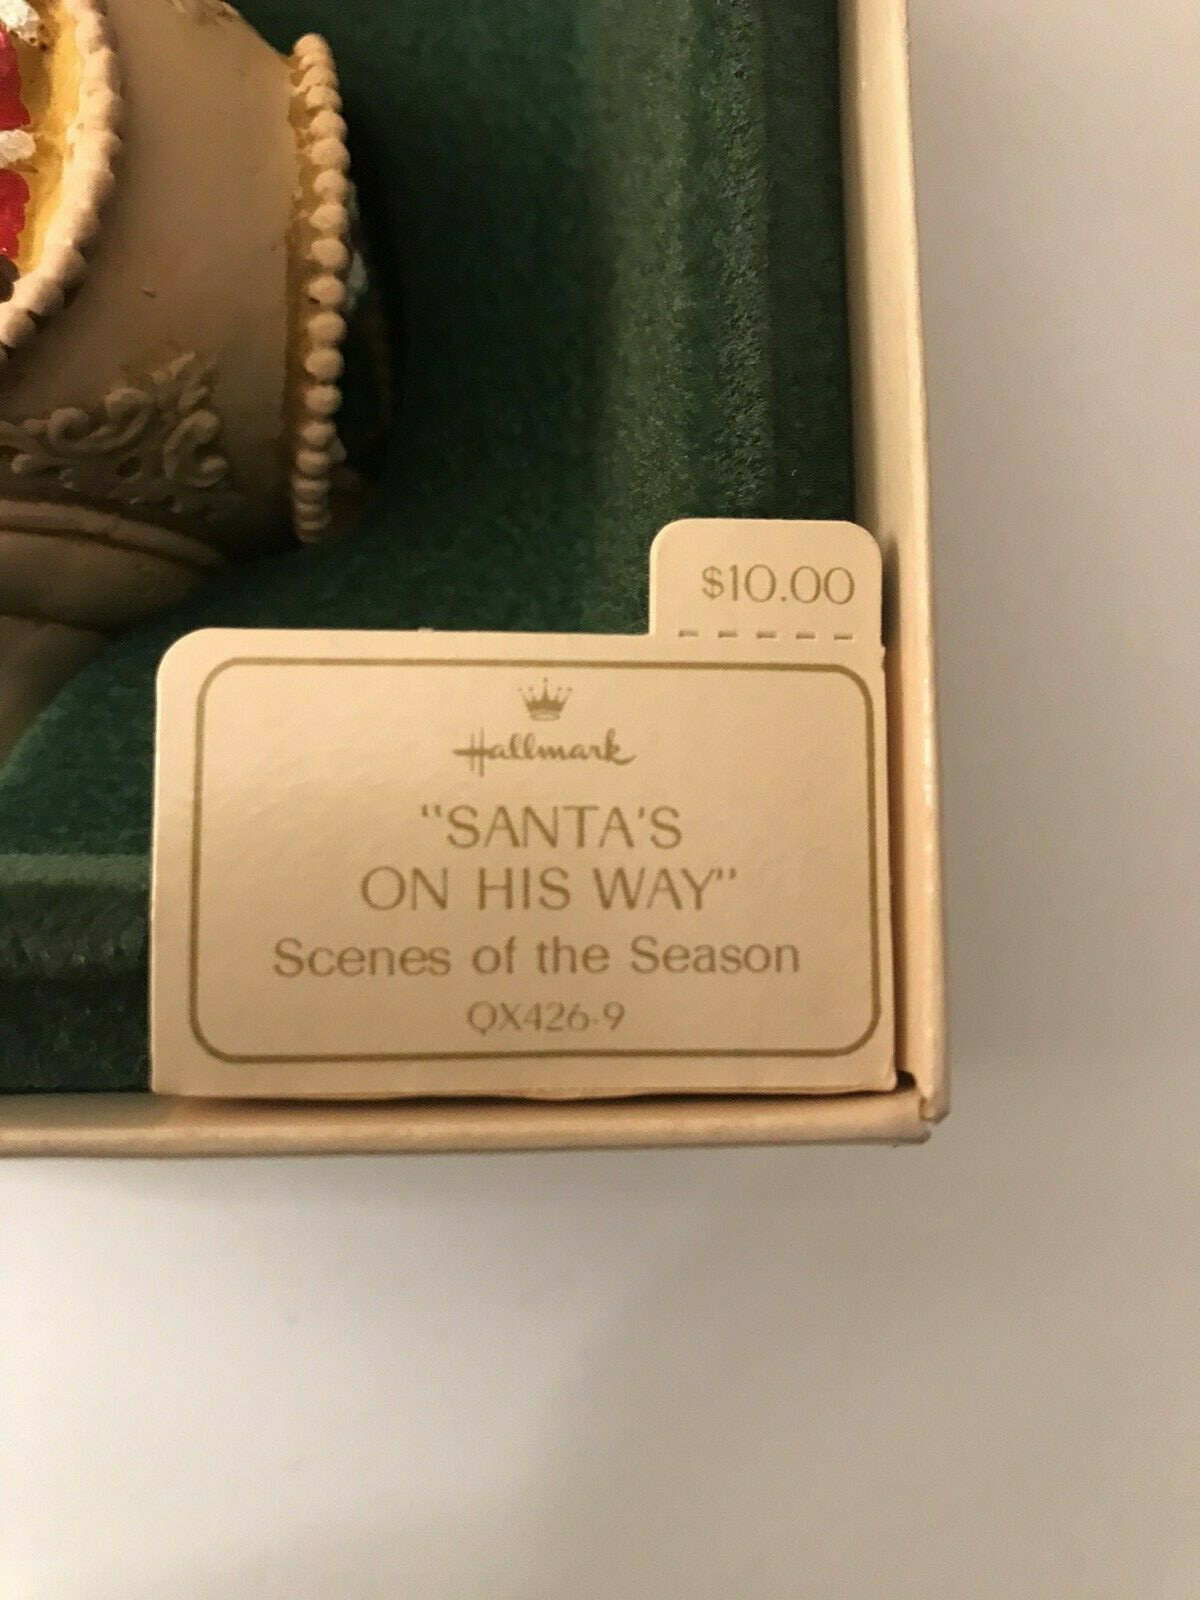 $10.00
Hallmark
"SANTA'S
ON HIS WAY"
Scenes of the Season
QX426-9